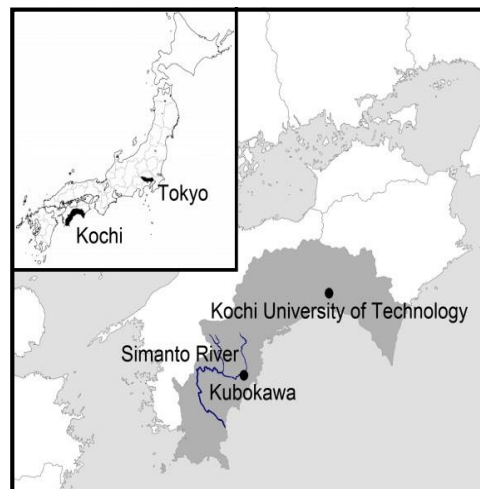 Tokyo
Kochi
Kochi University of Technology
Simanto River
Kubokawa